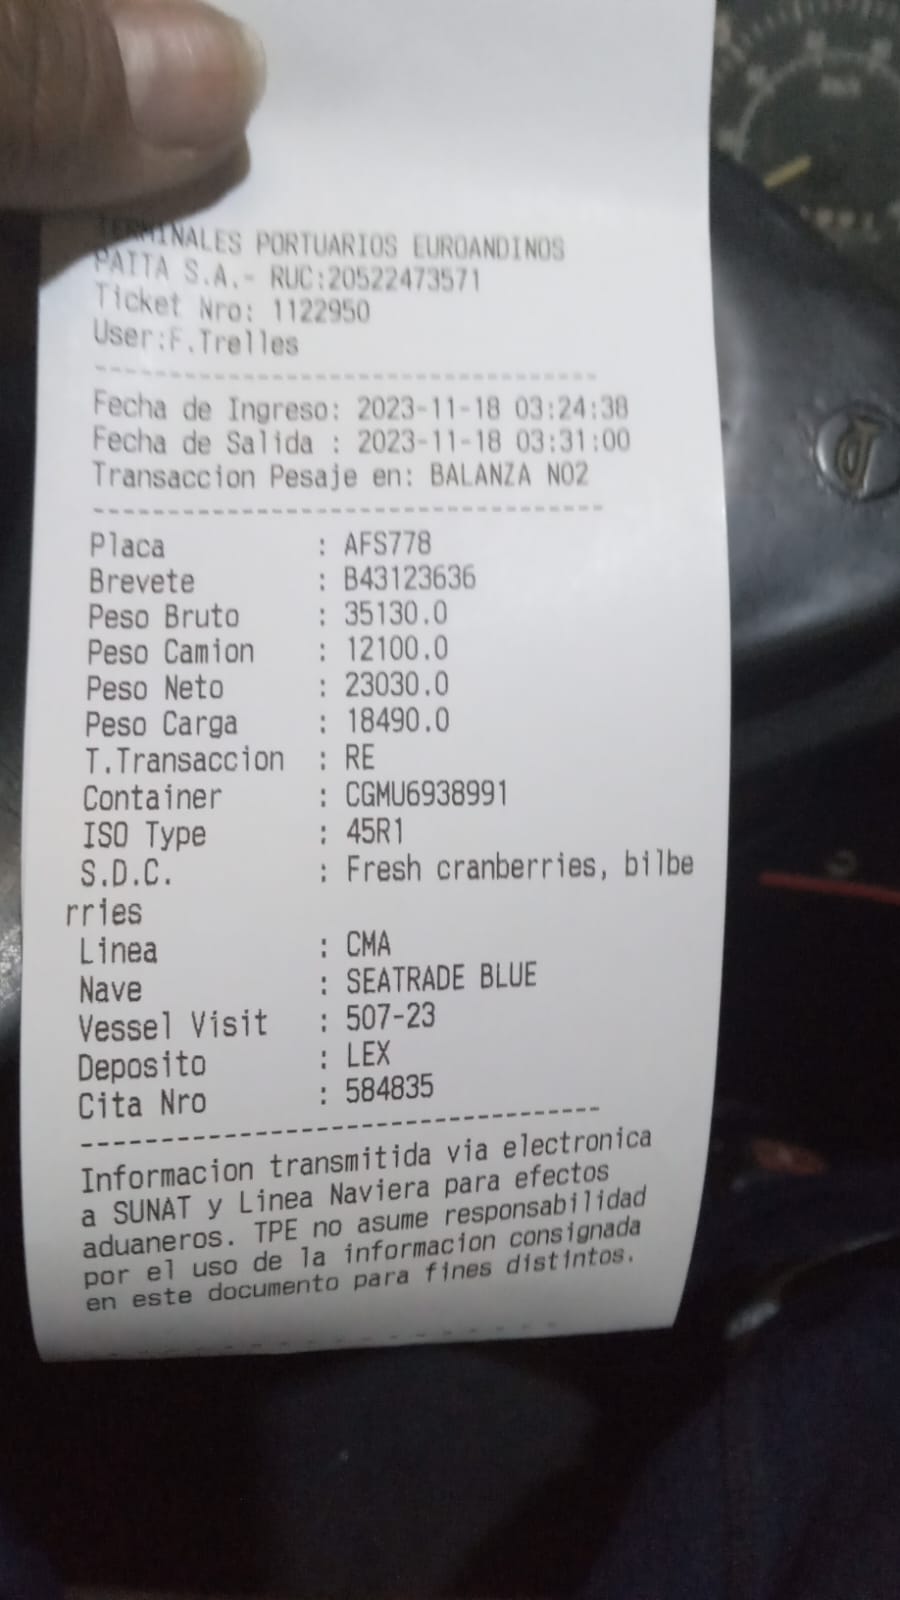 TERMINALES PORTUARIOS EUROANDINOS
PAITA S.A.- RUC:20522473571
Ticket Nro: 1122950
User:F.Trelles
------------------------------------
Fecha de Ingreso: 2023-11-18 03:24:38
Fecha de Salida : 2023-11-18 03:31:00
Transaccion Pesaje en: BALANZA NO2
------------------------------------
Placa : AFS778
Brevete : B43123636
Peso Bruto : 35130.0
Peso Camion : 12100.0
Peso Neto : 23030.0
Peso Carga : 18490.0
T.Transaccion : RE
Container : CGMU6938991
ISO Type : 45R1
S.D.C. : Fresh cranberries, bilbe
rries
Linea : CMA
Nave : SEATRADE BLUE
Vessel Visit : 507-23
Deposito : LEX
Cita Nro : 584835
------------------------------------
Informacion transmitida via electronica
a SUNAT y Linea Naviera para efectos
aduaneros. TPE no asume responsabilidad
por el uso de la informacion consignada
en este documento para fines distintos.